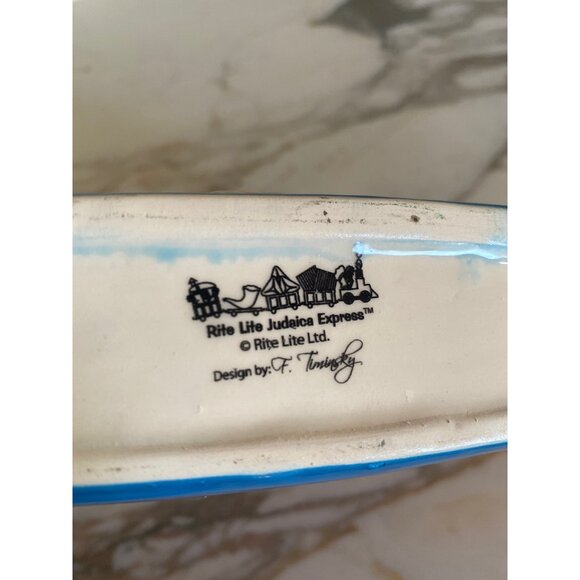 Rite Lite Judaica Express™
© Rite Lite Ltd.
Design by: F. Timinsky